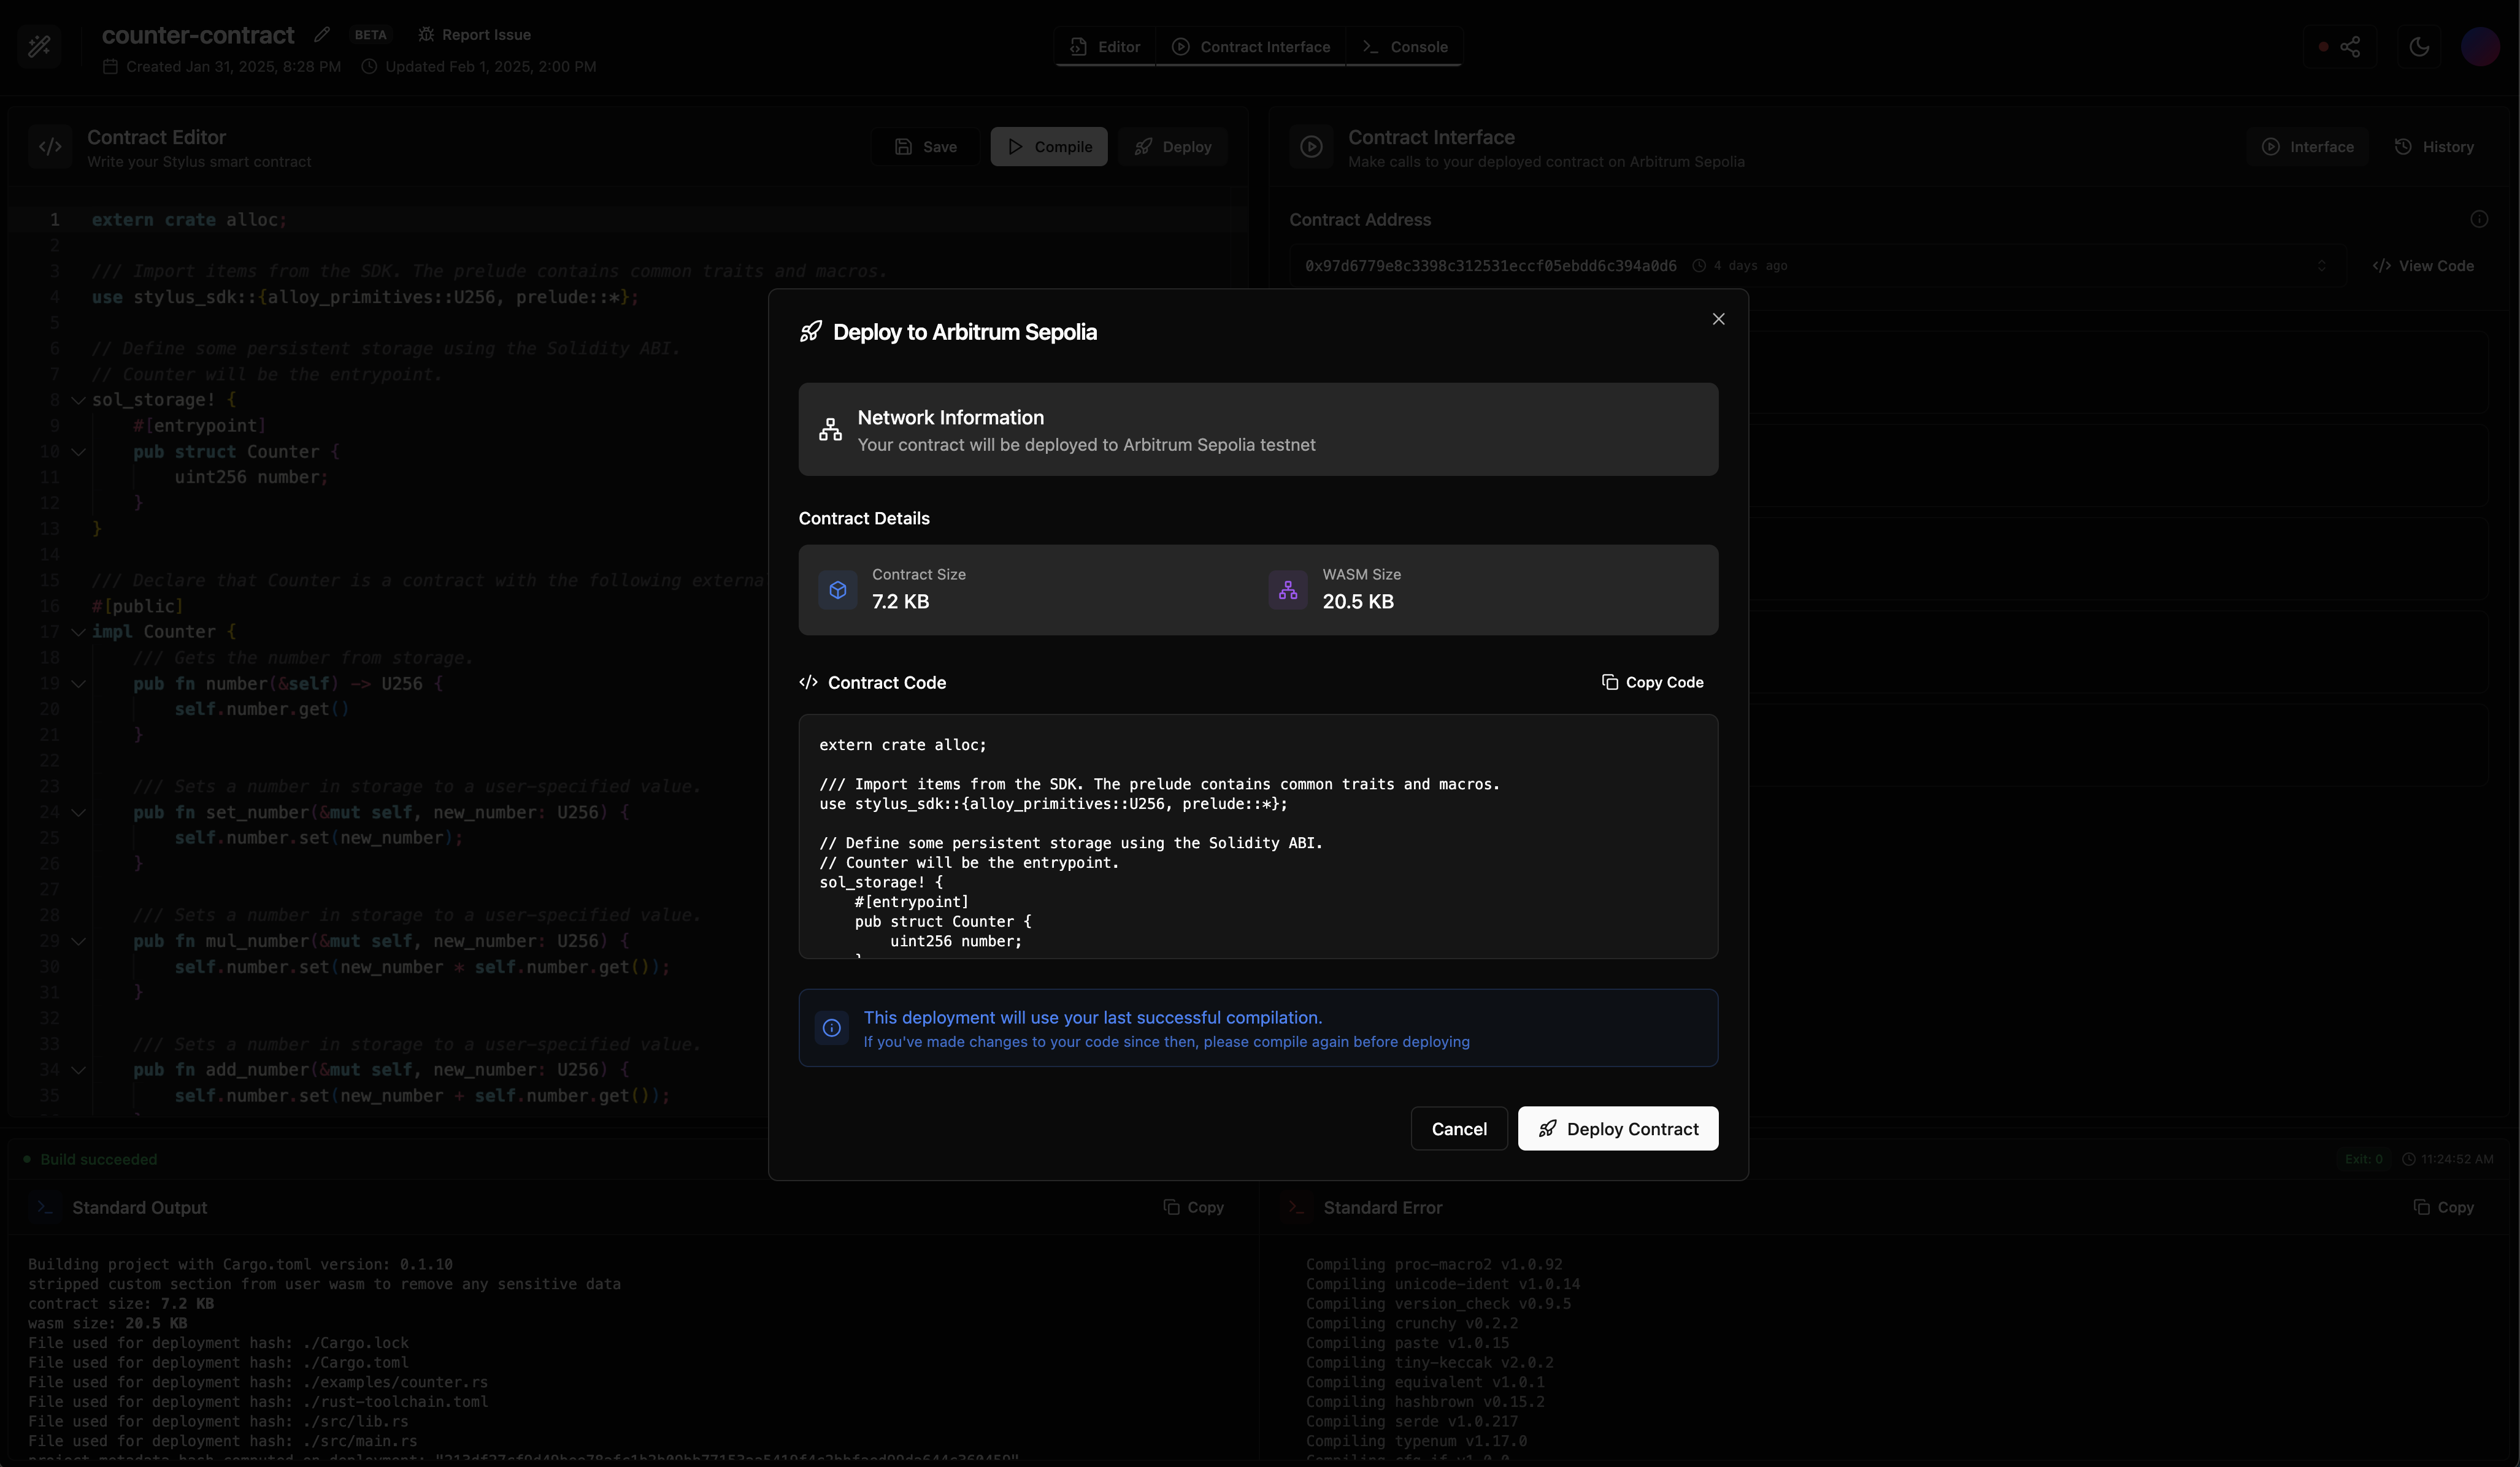 counter-contract
BETA
Report Issue
Created Jan 31, 2025, 8:28 PM
Updated Feb 1, 2025, 2:00 PM
Editor
Contract Interface
Console
Contract Editor
Write your Stylus smart contract
Save
Compile
Deploy
1 extern crate alloc;
2
3 /// Import items from the SDK. The prelude contains common traits and macros.
4 use stylus_sdk::{alloy_primitives::U256, prelude::*};
5
6 // Define some persistent storage using the Solidity ABI.
7 // Counter will be the entrypoint.
8 sol_storage! {
9 #[entrypoint]
10 pub struct Counter {
11 uint256 number;
12 }
13 }
14
15 /// Declare that Counter is a contract with the following externa
16 #[public]
17 impl Counter {
18 /// Gets the number from storage.
19 pub fn number(&self) -> U256 {
20 self.number.get()
21 }
22
23 /// Sets a number in storage to a user-specified value.
24 pub fn set_number(&mut self, new_number: U256) {
25 self.number.set(new_number);
26 }
27
28 /// Sets a number in storage to a user-specified value.
29 pub fn mul_number(&mut self, new_number: U256) {
30 self.number.set(new_number * self.number.get());
31 }
32
33 /// Sets a number in storage to a user-specified value.
34 pub fn add_number(&mut self, new_number: U256) {
35 self.number.set(new_number + self.number.get());
Contract Interface
Make calls to your deployed contract on Arbitrum Sepolia
Interface
History
Contract Address
0x97d6779e8c3398c312531eccf05ebdd6c394a0d6
4 days ago
View Code
Deploy to Arbitrum Sepolia
Network Information
Your contract will be deployed to Arbitrum Sepolia testnet
Contract Details
Contract Size
7.2 KB
WASM Size
20.5 KB
Contract Code
Copy Code
extern crate alloc;
/// Import items from the SDK. The prelude contains common traits and macros.
use stylus_sdk::{alloy_primitives::U256, prelude::*};
// Define some persistent storage using the Solidity ABI.
// Counter will be the entrypoint.
sol_storage! {
#[entrypoint]
pub struct Counter {
uint256 number;
}
This deployment will use your last successful compilation.
If you've made changes to your code since then, please compile again before deploying
Cancel
Deploy Contract
Build succeeded
Exit: 0
11:24:52 AM
Standard Output
Copy
Building project with Cargo.toml version: 0.1.10
stripped custom section from user wasm to remove any sensitive data
contract size: 7.2 KB
wasm size: 20.5 KB
File used for deployment hash: ./Cargo.lock
File used for deployment hash: ./Cargo.toml
File used for deployment hash: ./examples/counter.rs
File used for deployment hash: ./rust-toolchain.toml
File used for deployment hash: ./src/lib.rs
File used for deployment hash: ./src/main.rs
project metadata hash computed on deployment:
Standard Error
Copy
Compiling proc-macro2 v1.0.92
Compiling unicode-ident v1.0.14
Compiling version_check v0.9.5
Compiling crunchy v0.2.2
Compiling paste v1.0.15
Compiling tiny-keccak v2.0.2
Compiling equivalent v1.0.1
Compiling hashbrown v0.15.2
Compiling serde v1.0.217
Compiling typenum v1.17.0
Compiling cfg-if v1.0.0